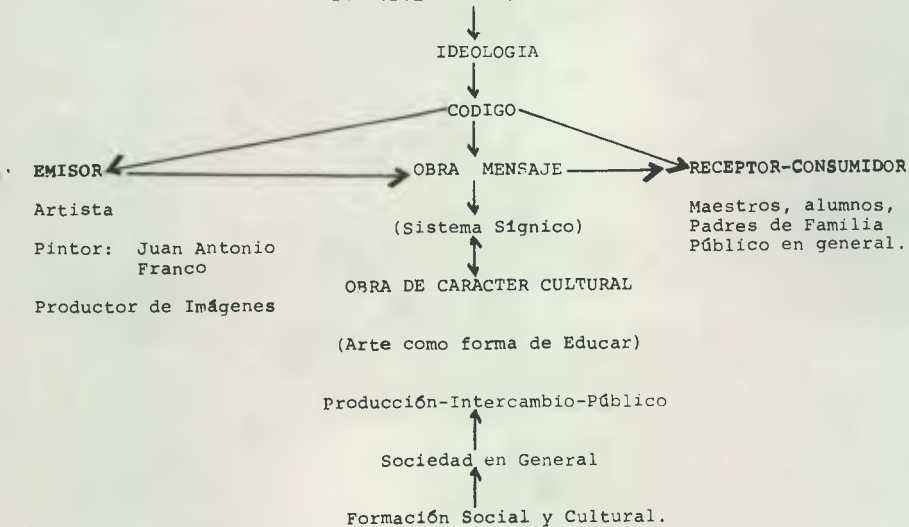 IDEOLOGIA
CODIGO
EMISOR
OBRA MENSAJE
RECEPTOR-CONSUMIDOR
Artista
Pintor: Juan Antonio
Franco
Productor de Imágenes
Maestros, alumnos,
Padres de Familia
Público en general.
(Sistema Sígnico)
OBRA DE CARACTER CULTURAL
(Arte como forma de Educar)
Producción-Intercambio-Público
Sociedad en General
Formación Social y Cultural.